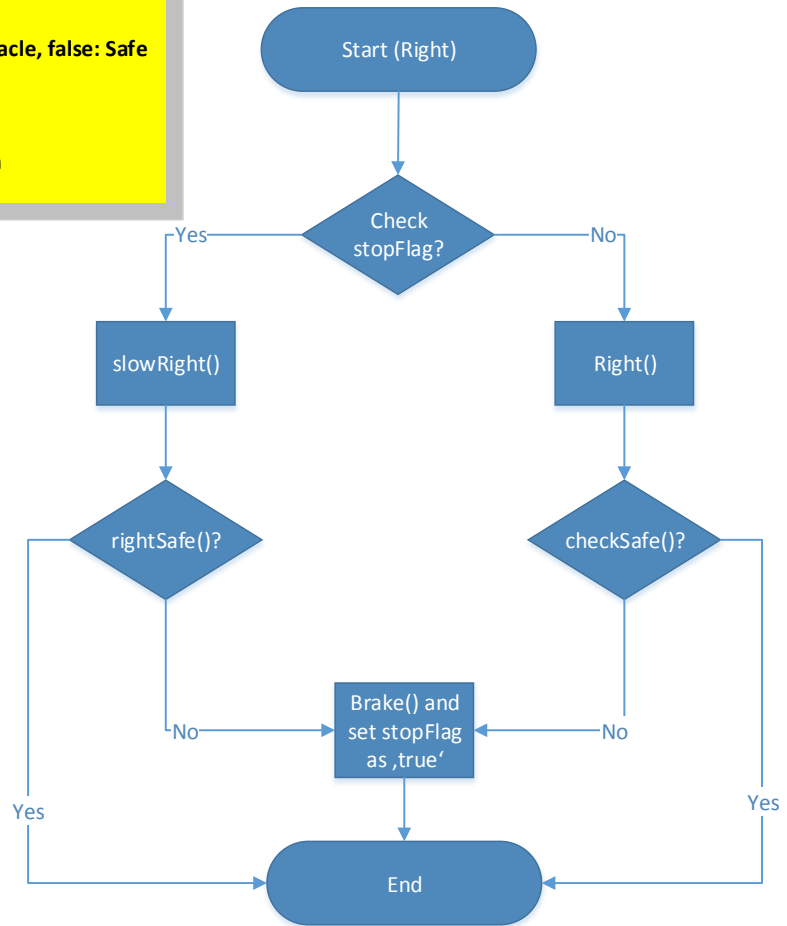 acle, false: Safe
Start (Right)
Check
stopFlag?
Yes
No
slowRight()
Right()
rightSafe()?
checkSafe()?
Brake() and
set stopFlag
as ‚true‘
No
No
Yes
Yes
End